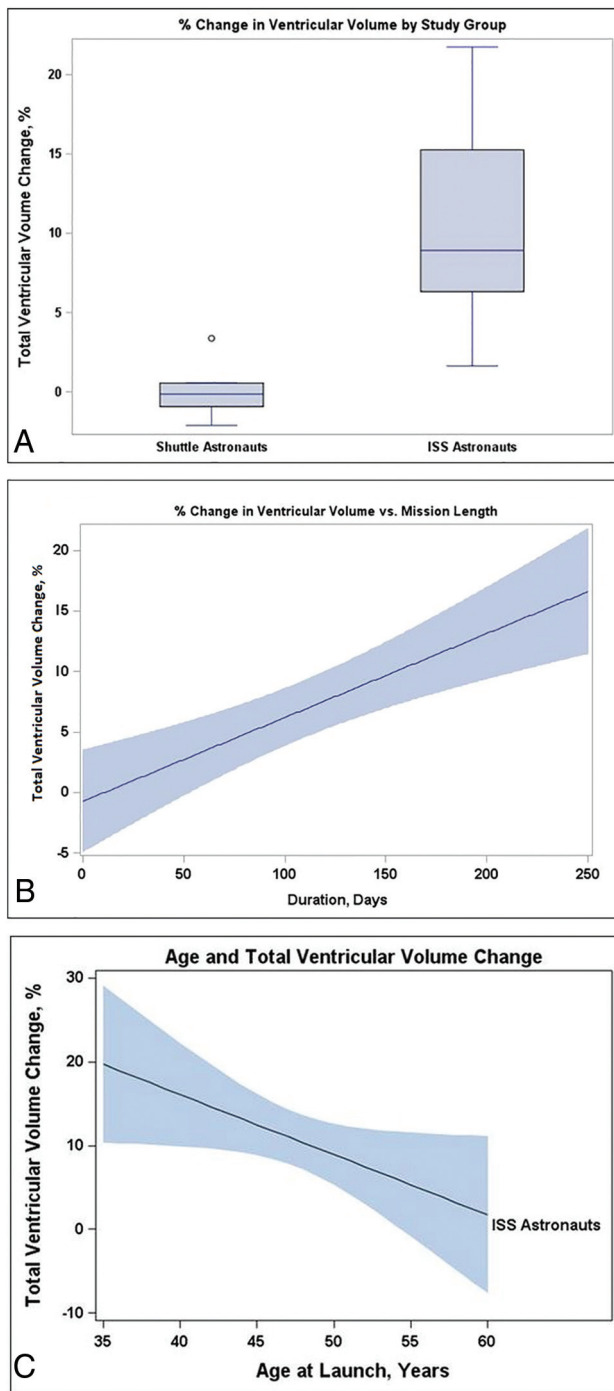 % Change in Ventricular Volume by Study Group
Total Ventricular Voume Change, %
20
15
10
5
0
Shuttle Astronauts
ISS Astronauts
A
% Change in Ventricular Volume vs. Mission Length
Total Ventricular Volume Change, %
20
15
10
5
0
-5
0
50
100
150
200
250
Duration, Days
B
Age and Total Ventricular Volume Change
Total Ventricular Volume Change, %
30
20
10
0
-10
ISS Astronauts
35
40
45
50
55
60
Age at Launch, Years
C